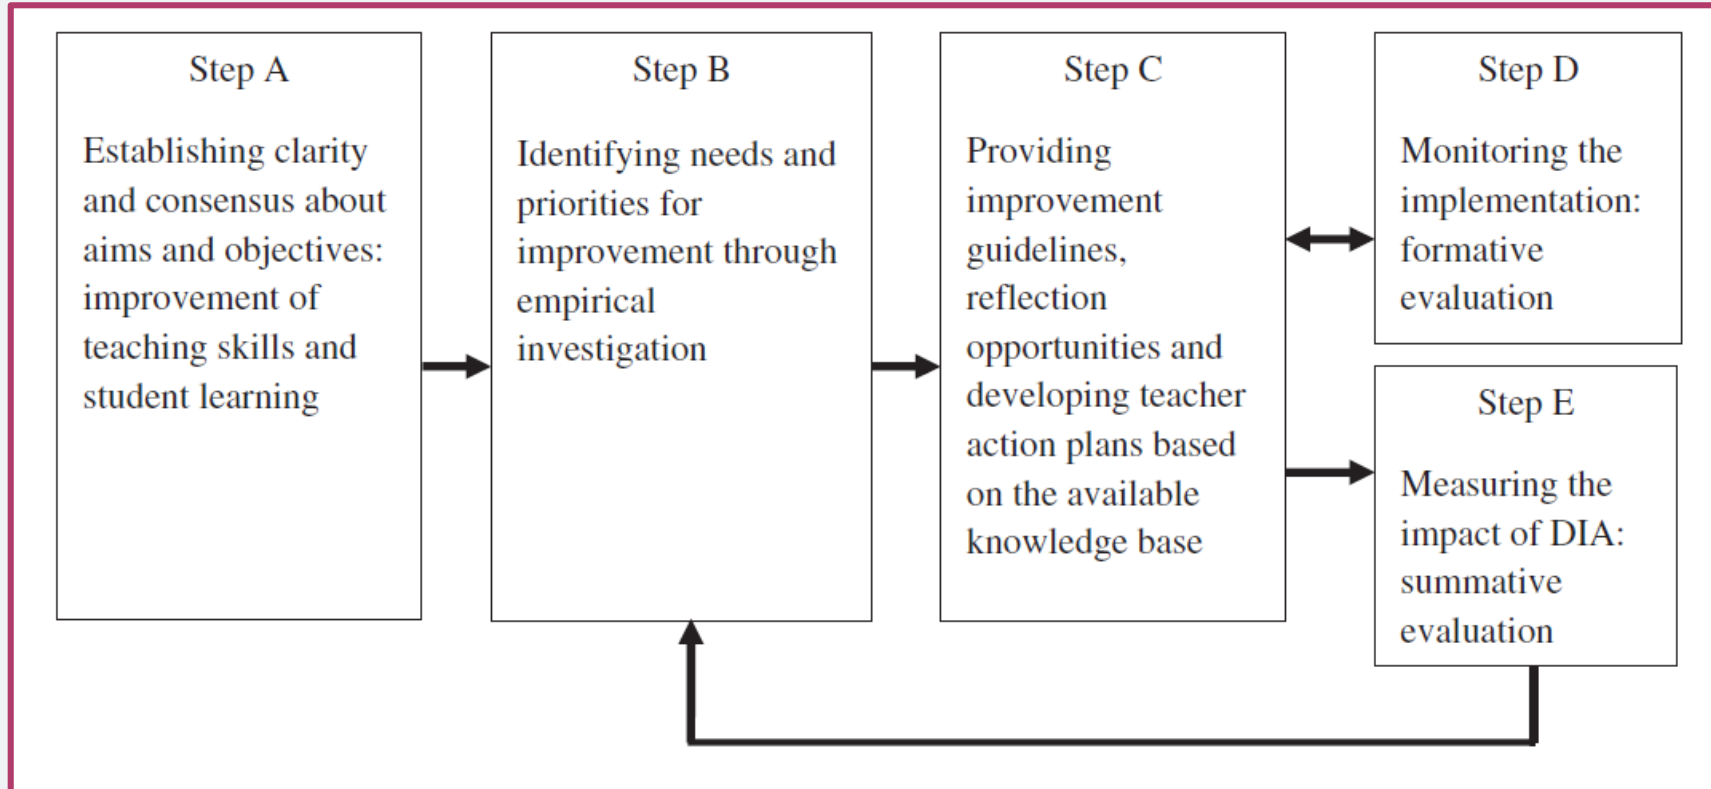 Step A
Establishing clarity
and consensus about
aims and objectives:
improvement of
teaching skills and
student learning
Step B
Identifying needs and
priorities for
improvement through
empirical
investigation
Step C
Providing
improvement
guidelines,
reflection
opportunities and
developing teacher
action plans based
on the available
knowledge base
Step D
Monitoring the
implementation:
formative
evaluation
Step E
Measuring the
impact of DIA:
summative
evaluation